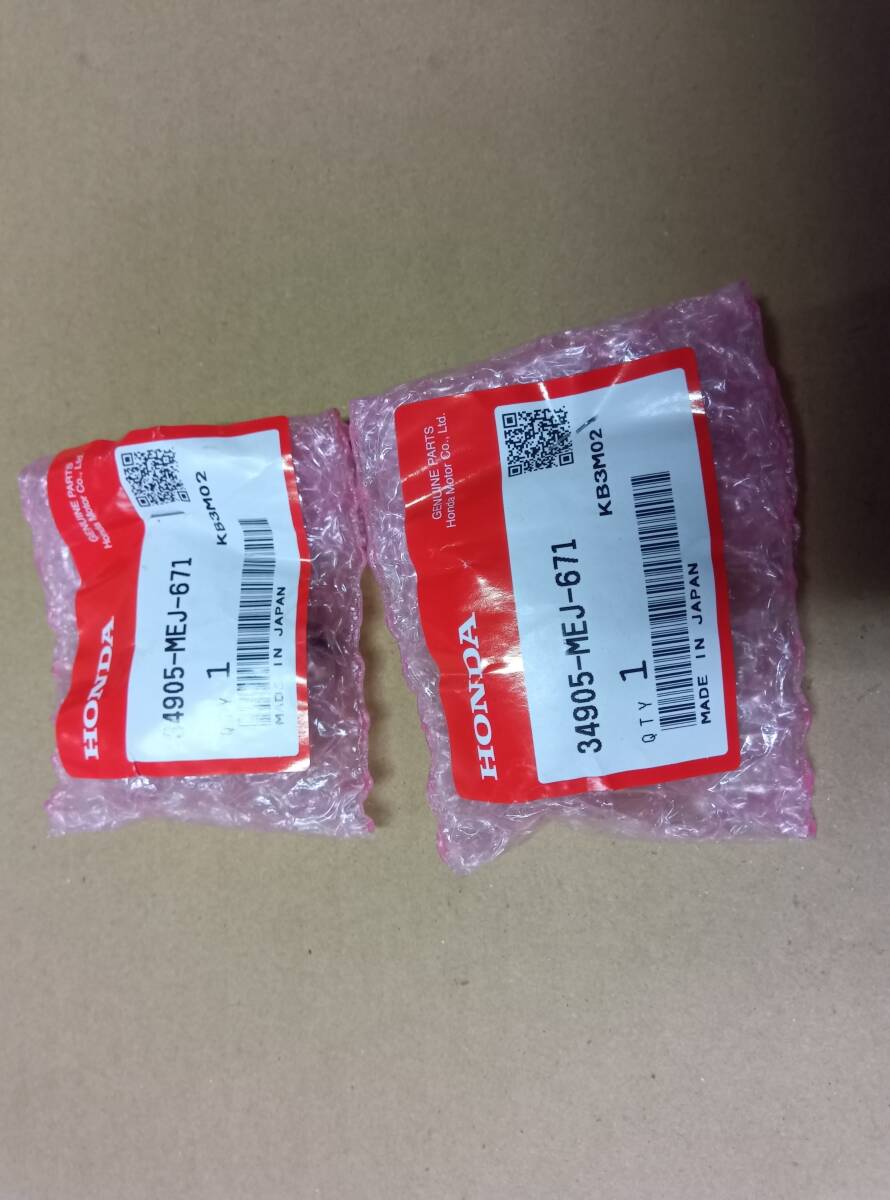 GENUINE PARTS
Honda Motor Co., Ltd.
HONDA
34905-MEJ-671
KB3M02
QTY 1
MADE IN JAPAN
GENUINE PARTS
Honda Motor Co., Ltd.
HONDA
34905-MEJ-671
KB3M02
QTY 1
MADE IN JAPAN